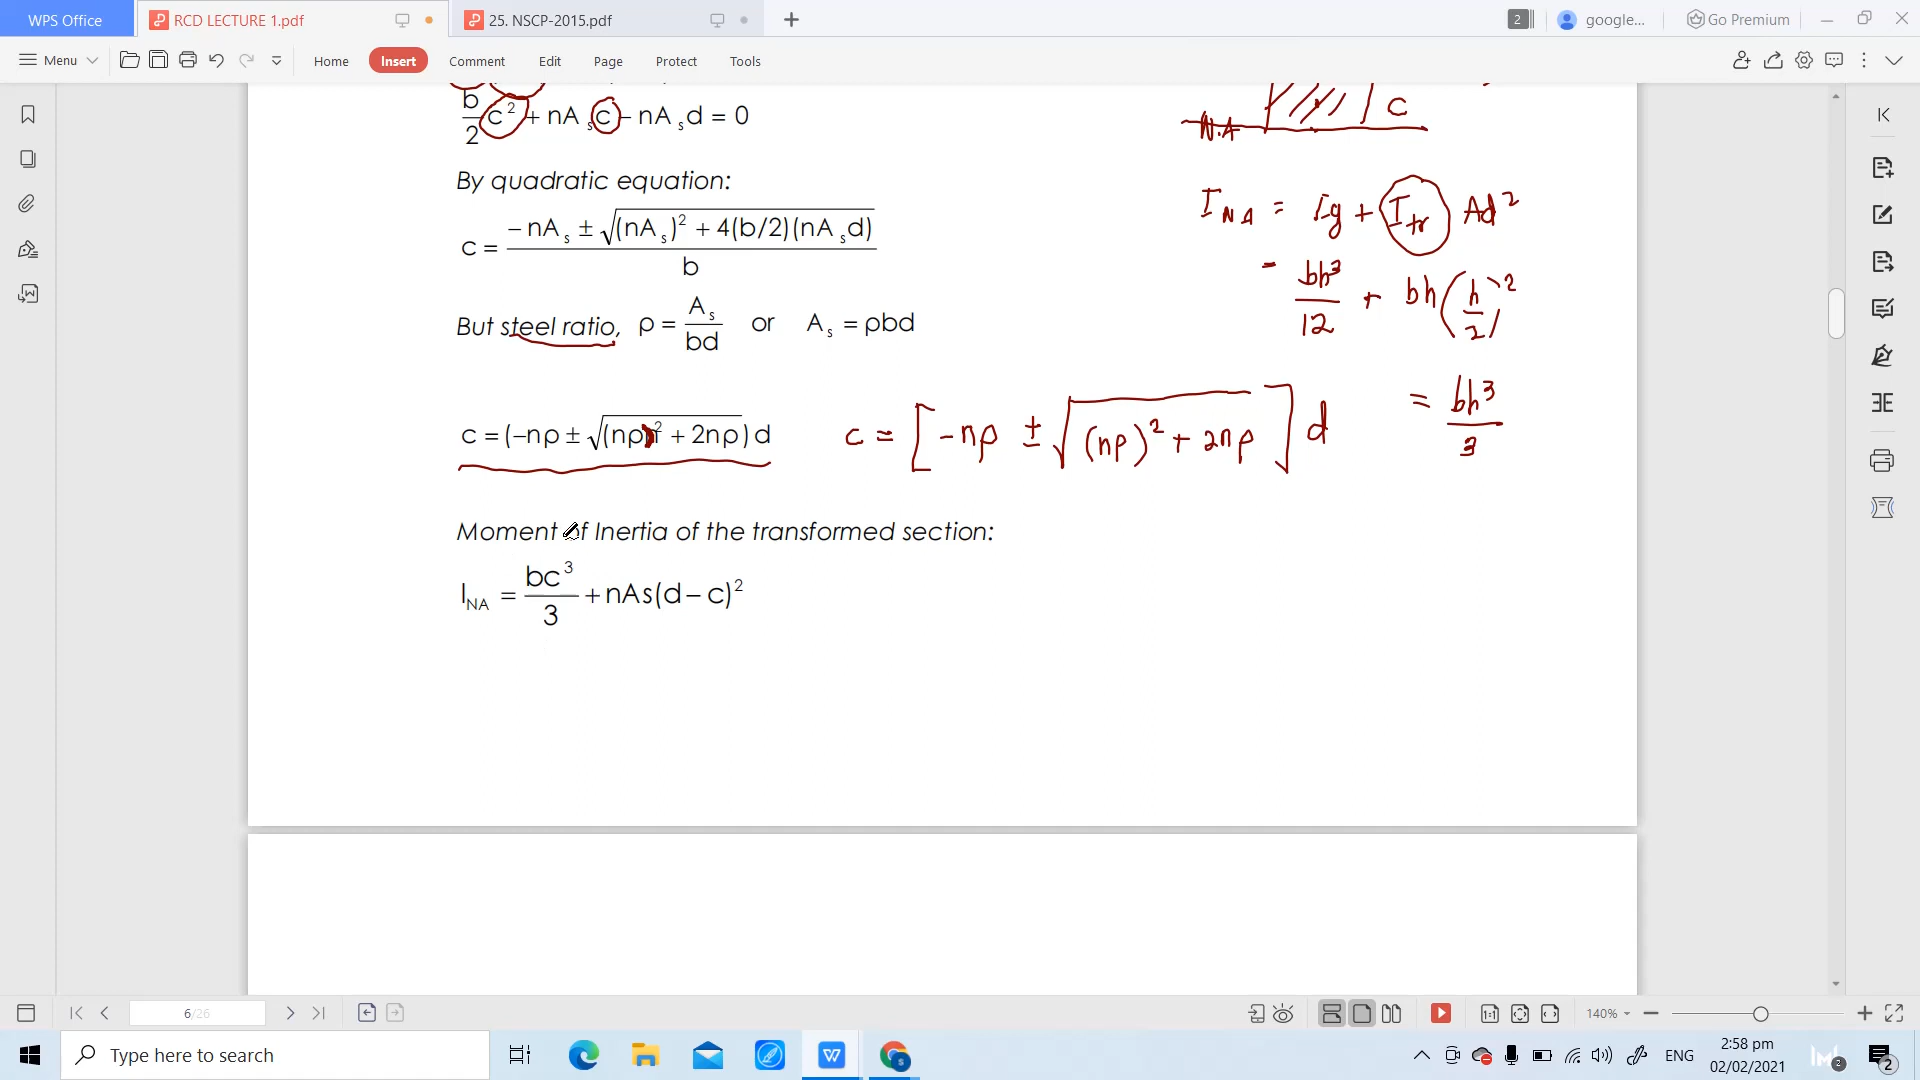 WPS Office
RCD LECTURE 1.pdf
25. NSCP-2015.pdf
2
google...
Go Premium
Menu
Home
Insert
Comment
Edit
Page
Protect
Tools
b/2 c² + nA_s c − nA_s d = 0
By quadratic equation:
c = (− nA_s ± √((nA_s)² + 4(b/2)(nA_s d))) / b
But steel ratio, ρ = A_s / bd or A_s = ρbd
c = (−nρ ± √(nρ)² + 2nρ) d
c = [-nρ ± √((nρ)² + 2nρ)] d
Moment of Inertia of the transformed section:
I_NA = bc³/3 + nAs(d − c)²
c
N.A
I_NA = Ig + I_tr Ad²
= bh³/12 + bh(h/2)²
= bh³/3
6/26
140%
Type here to search
ENG
2:58 pm
02/02/2021
2
2